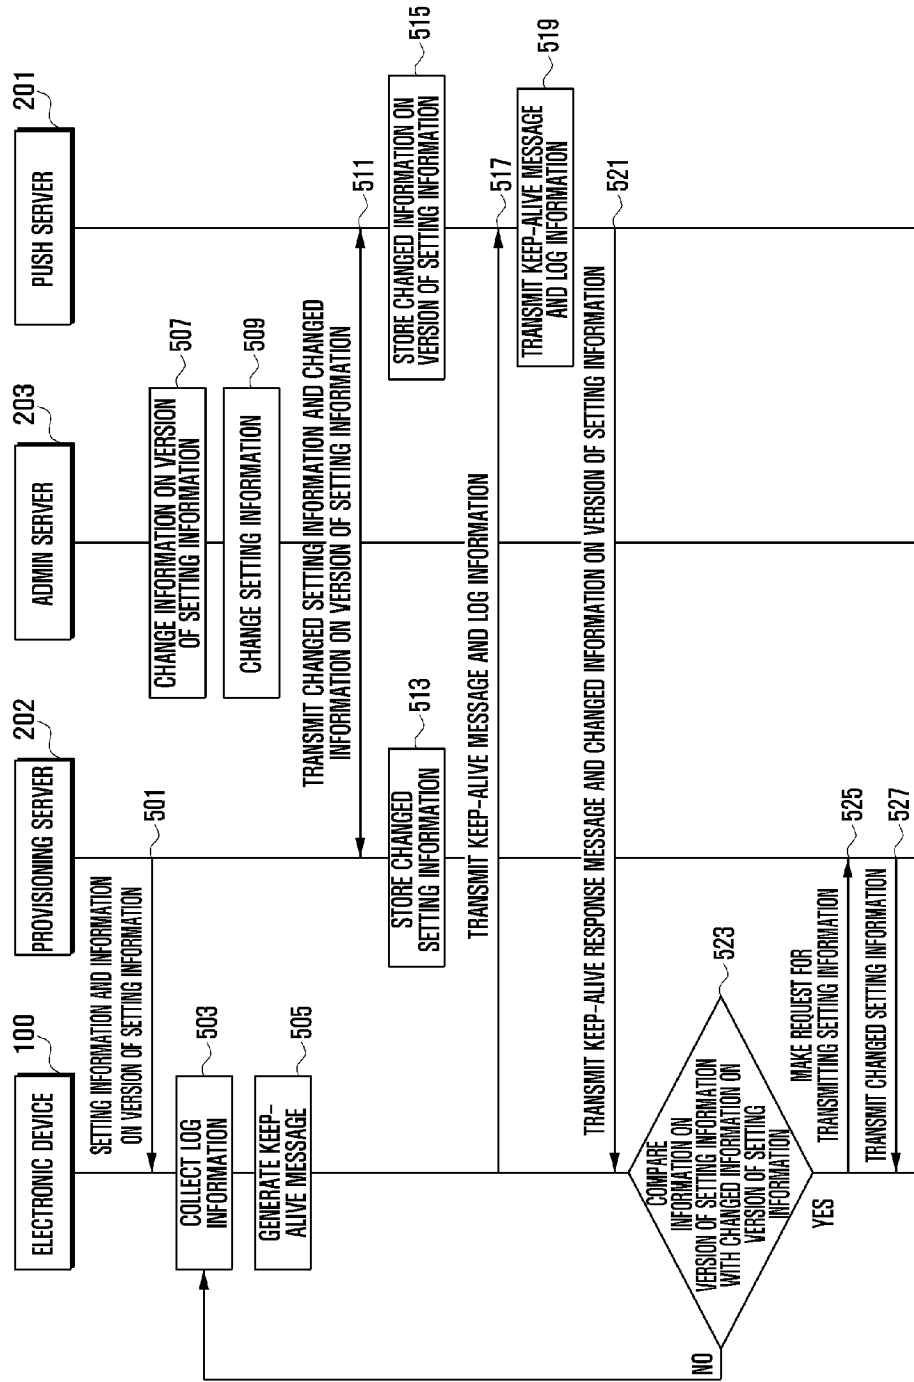 ELECTRONIC DEVICE
100
PROVISIONING SERVER
202
ADMIN SERVER
203
PUSH SERVER
201
SETTING INFORMATION AND INFORMATION
ON VERSION OF SETTING INFORMATION
501
COLLECT LOG
INFORMATION
503
GENERATE KEEP-
ALIVE MESSAGE
505
CHANGE INFORMATION ON VERSION
OF SETTING INFORMATION
507
CHANGE SETTING INFORMATION
509
TRANSMIT CHANGED SETTING INFORMATION AND CHANGED
INFORMATION ON VERSION OF SETTING INFORMATION
511
STORE CHANGED
SETTING INFORMATION
513
STORE CHANGED INFORMATION ON
VERSION OF SETTING INFORMATION
515
TRANSMIT KEEP-ALIVE MESSAGE AND LOG INFORMATION
517
TRANSMIT KEEP-ALIVE MESSAGE
AND LOG INFORMATION
519
TRANSMIT KEEP-ALIVE RESPONSE MESSAGE AND CHANGED INFORMATION ON VERSION OF SETTING INFORMATION
521
COMPARE
INFORMATION ON
VERSION OF SETTING INFORMATION
WITH CHANGED INFORMATION ON
VERSION OF SETTING
INFORMATION
523
NO
YES
MAKE REQUEST FOR
TRANSMITTING SETTING INFORMATION
525
TRANSMIT CHANGED SETTING INFORMATION
527